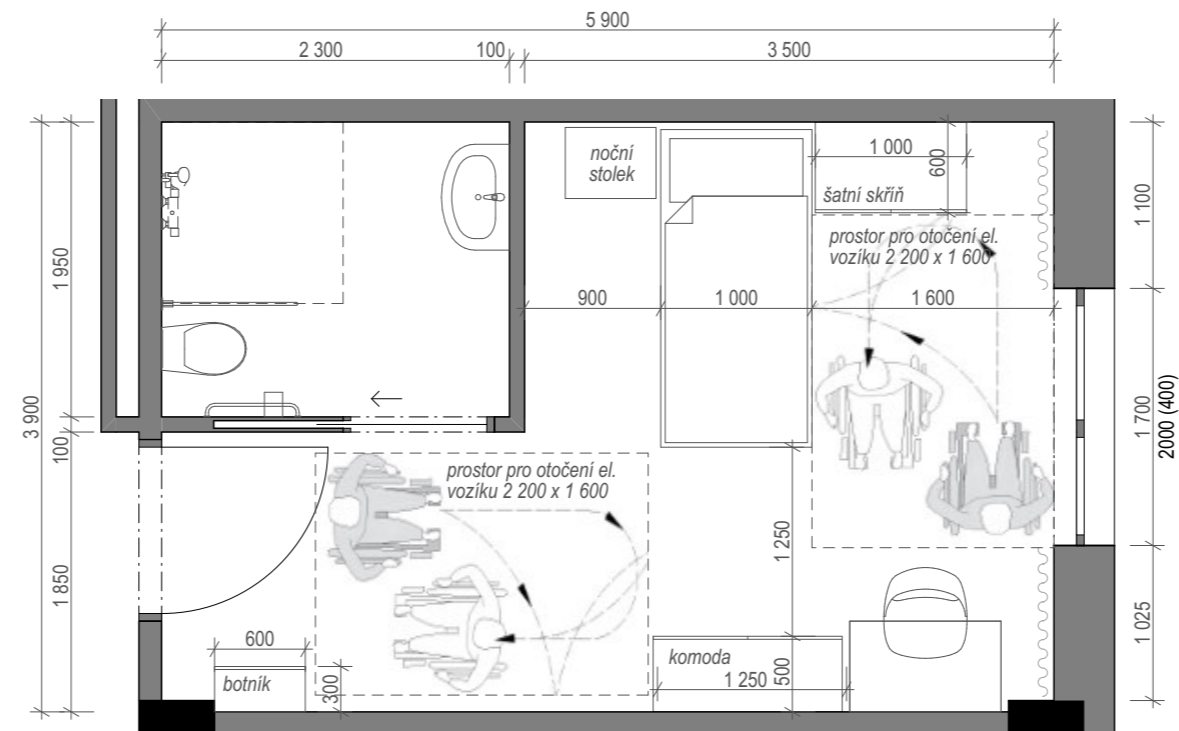 5 900
2 300
100
3 500
noční
stolek
1 000
600
šatní skříň
prostor pro otočení el.
vozíku 2 200 x 1 600
1 100
1 950
900
1 000
1 600
3 900
100
1 700
2000 (400)
prostor pro otočení el.
vozíku 2 200 x 1 600
1 250
1 850
1 025
600
botník
300
komoda
1 250
500